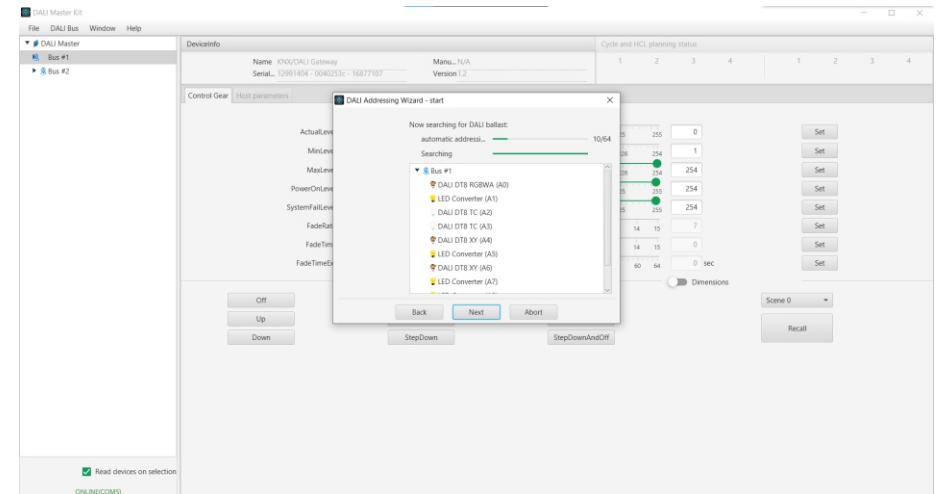 DALI Master Kit
File DALI Bus Window Help
DALI Master
Bus #1
Bus #2
DeviceInfo
Cycle and HCL planning status
Name KNX/DALI Gateway
Manu...
Serial... 12991404 - 0040253c - 16877107
Version 1.2
1 2 3 4
1 2 3 4
Control Gear Host parameters
DALI Addressing Wizard - start
Now searching for DALI ballast:
automatic addressi... 10/64
Searching
Bus #1
DALI DT8 RGBWA (A0)
LED Converter (A1)
DALI DT8 TC (A2)
DALI DT8 TC (A3)
DALI DT8 XY (A4)
LED Converter (A5)
DALI DT8 XY (A6)
LED Converter (A7)
Back Next Abort
ActualLeve 255 0 Set
MinLeve 254 1 Set
MaxLeve 254 254 Set
PowerOnLeve 255 254 Set
SystemFailLeve 255 254 Set
FadeRat 14 15 7 Set
FadeTim 14 15 0 Set
FadeTimeEx 60 64 0 sec Set
Dimensions
Off
Up
Down
StepDown
StepDownAndOff
Scene 0
Recall
Read devices on selection
ONLINE(COM5)